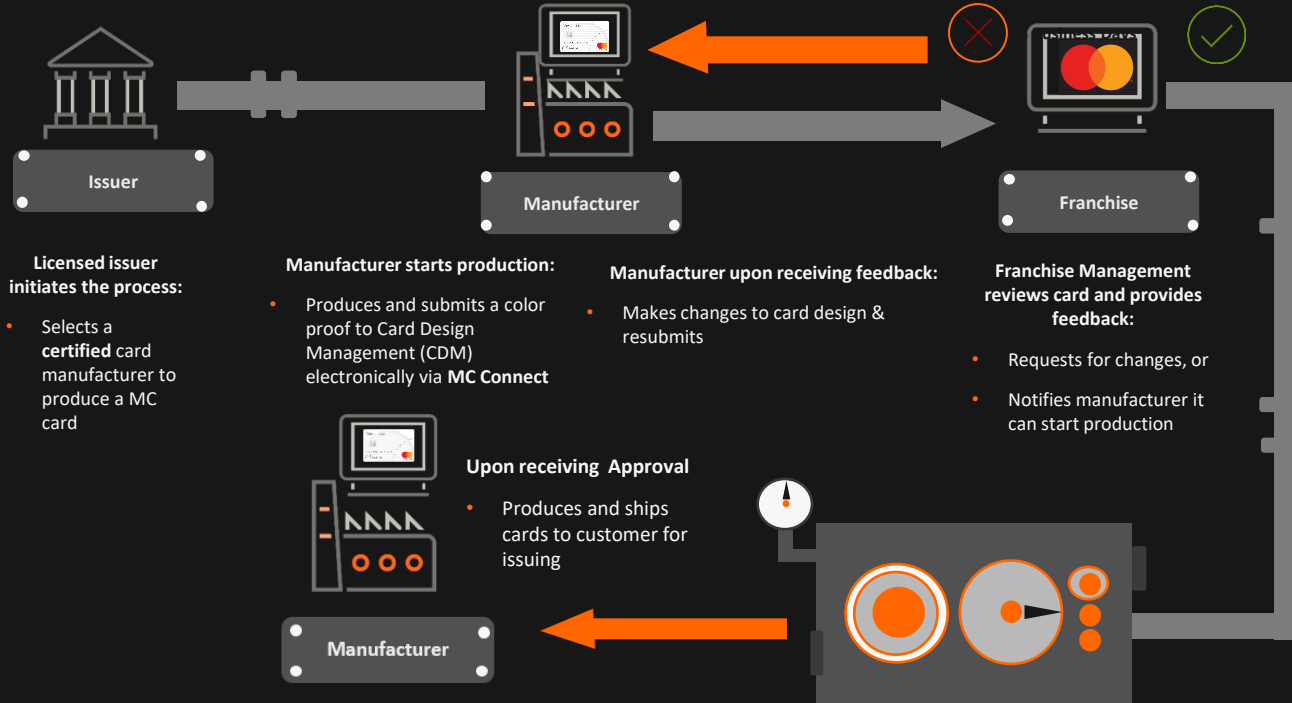 Issuer
Manufacturer
Franchise
Licensed issuer
initiates the process:
• Selects a
certified card
manufacturer to
produce a MC
card
Manufacturer starts production:
• Produces and submits a color
proof to Card Design
Management (CDM)
electronically via MC Connect
Manufacturer upon receiving feedback:
• Makes changes to card design &
resubmits
Franchise Management
reviews card and provides
feedback:
• Requests for changes, or
• Notifies manufacturer it
can start production
Upon receiving Approval
• Produces and ships
cards to customer for
issuing
Manufacturer